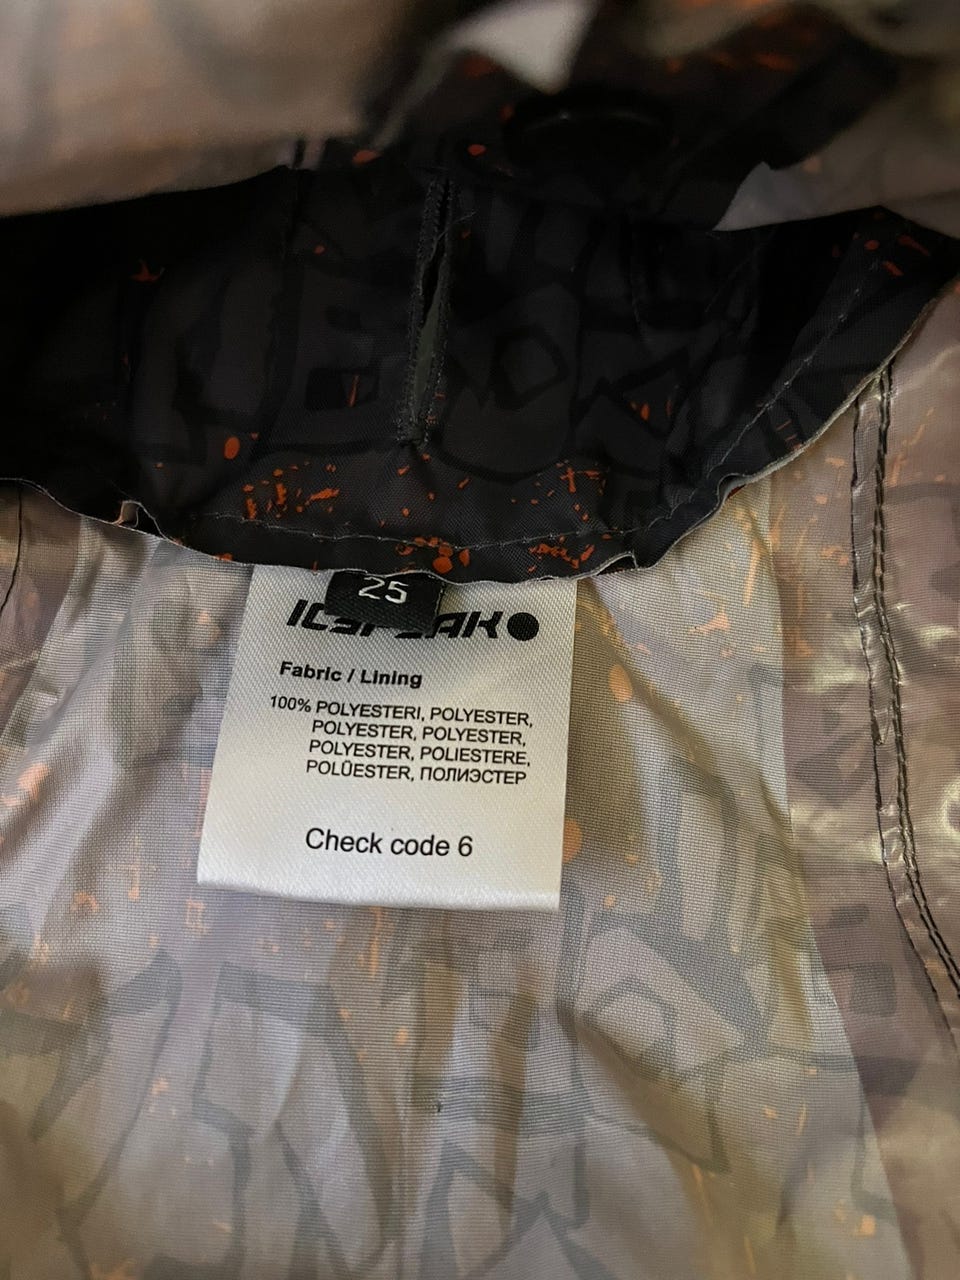 25
ICEPEAK
Fabric / Lining
100% POLYESTERI, POLYESTER,
POLYESTER, POLYESTER,
POLYESTER, POLIESTERE,
POLÜESTER, ПОЛИЭСТЕР
Check code 6